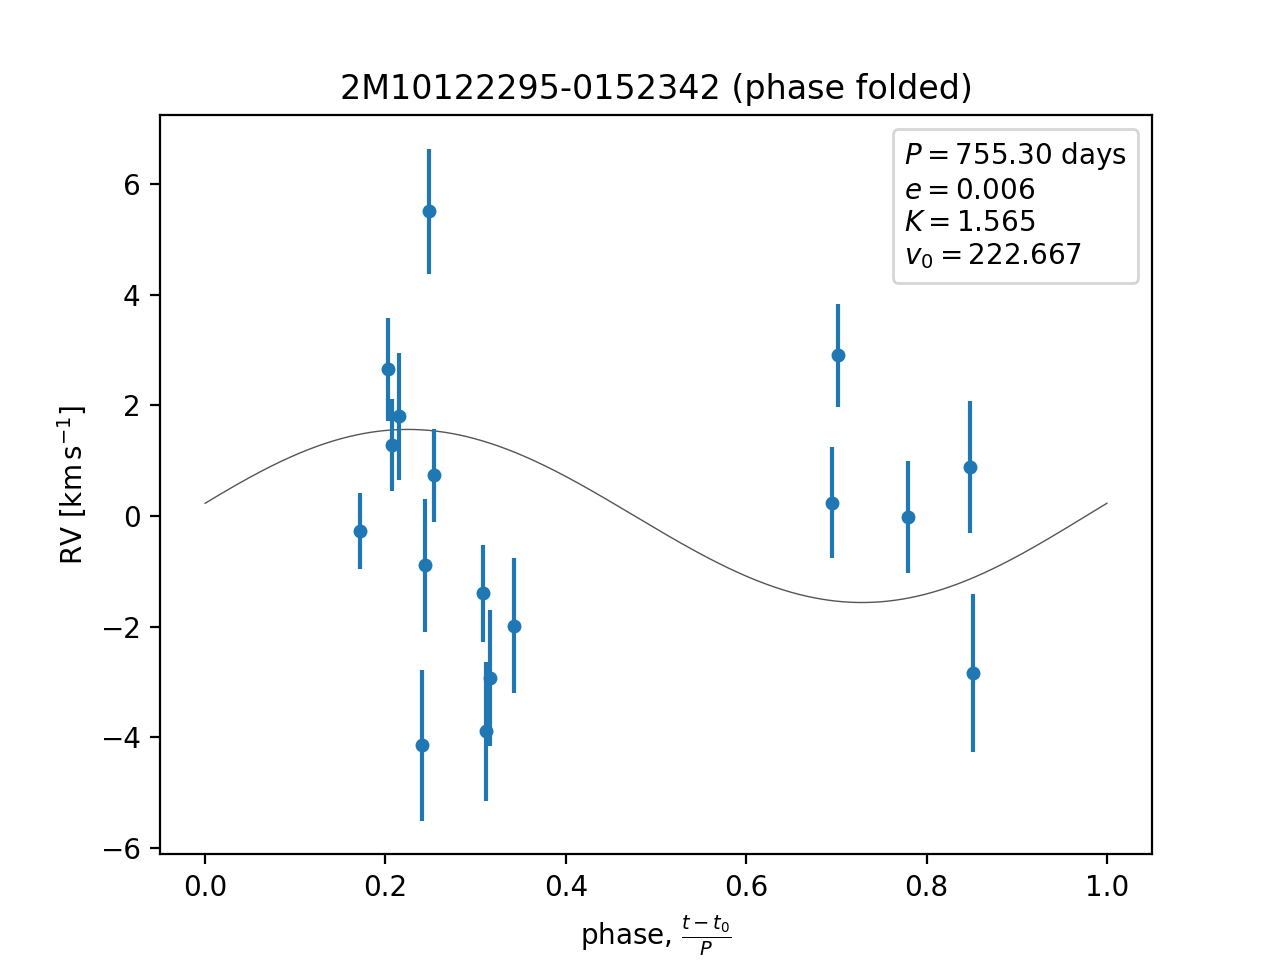 2M10122295-0152342 (phase folded)
P = 755.30 days
e = 0.006
K = 1.565
v₀ = 222.667
RV [km s⁻¹]
6
4
2
0
−2
−4
−6
0.0 0.2 0.4 0.6 0.8 1.0
phase, (t − t₀)/P